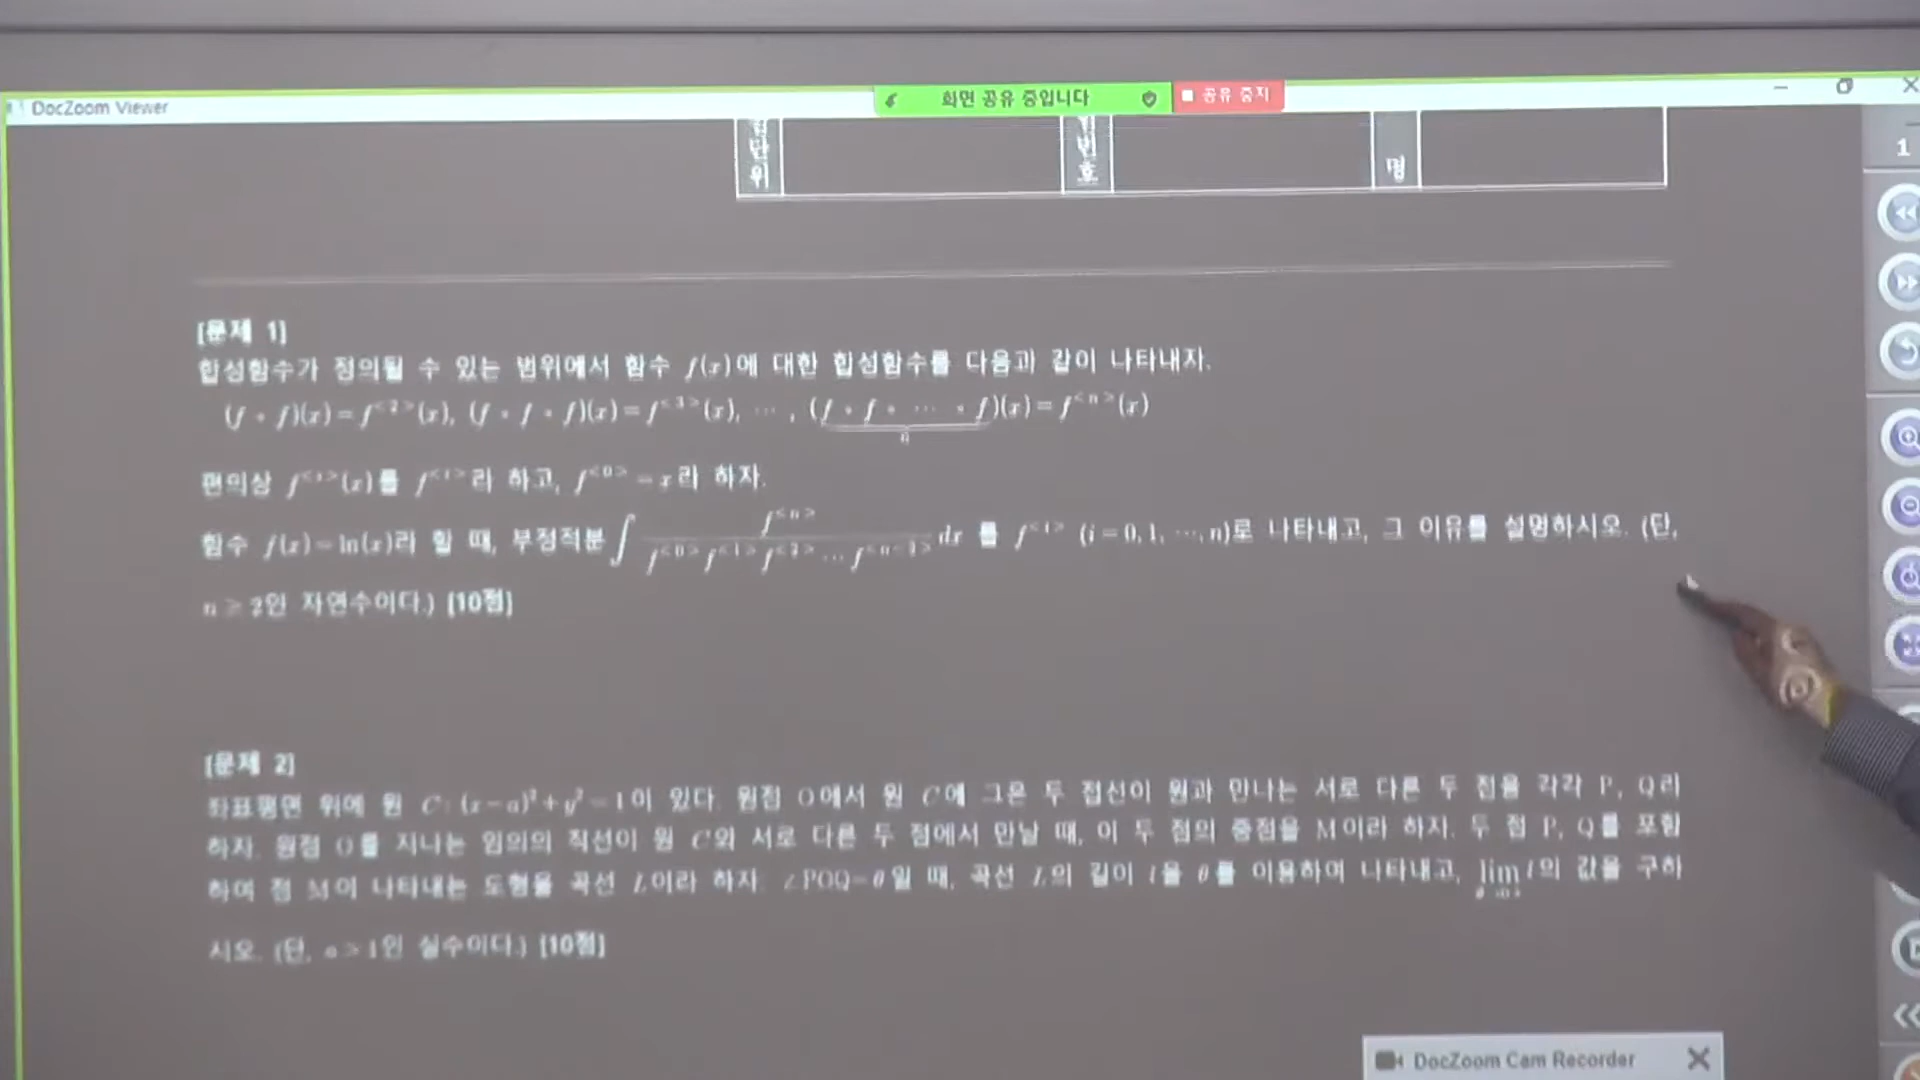 DocZoom Viewer
화면 공유 중입니다
공유 중지
1
위
번호
명
[문제 1]
합성함수가 정의될 수 있는 범위에서 함수 f(x)에 대한 합성함수를 다음과 같이 나타내자.
(f∘f)(x)=f^{<2>}(x), (f∘f∘f)(x)=f^{<3>}(x), ⋯, (f∘f∘⋯∘f)(x)=f^{<n>}(x)
n
편의상 f^{<1>}(x)를 f^{<1>}라 하고, f^{<0>}=x라 하자.
함수 f(x)=ln(x)라 할 때, 부정적분 ∫ f^{<n>} / (f^{<0>} f^{<1>} f^{<2>} ⋯ f^{<n-2>}) dx 를 f^{<i>} (i=0,1,⋯,n)로 나타내고, 그 이유를 설명하시오. (단,
n≥2인 자연수이다.) [10점]
[문제 2]
좌표평면 위에 원 C:(x-a)²+y²=1이 있다. 원점 O에서 원 C에 그은 두 접선이 원과 만나는 서로 다른 두 점을 각각 P, Q라
하자. 원점 O를 지나는 임의의 직선이 원 C와 서로 다른 두 점에서 만날 때, 이 두 점의 중점을 M이라 하자. 두 점 P, Q를 포함
하여 점 M이 나타내는 도형을 곡선 L이라 하자. ∠POQ=θ일 때, 곡선 L의 길이 l을 θ를 이용하여 나타내고, lim l의 값을 구하
시오. (단, a>1인 실수이다.) [10점]
DocZoom Cam Recorder